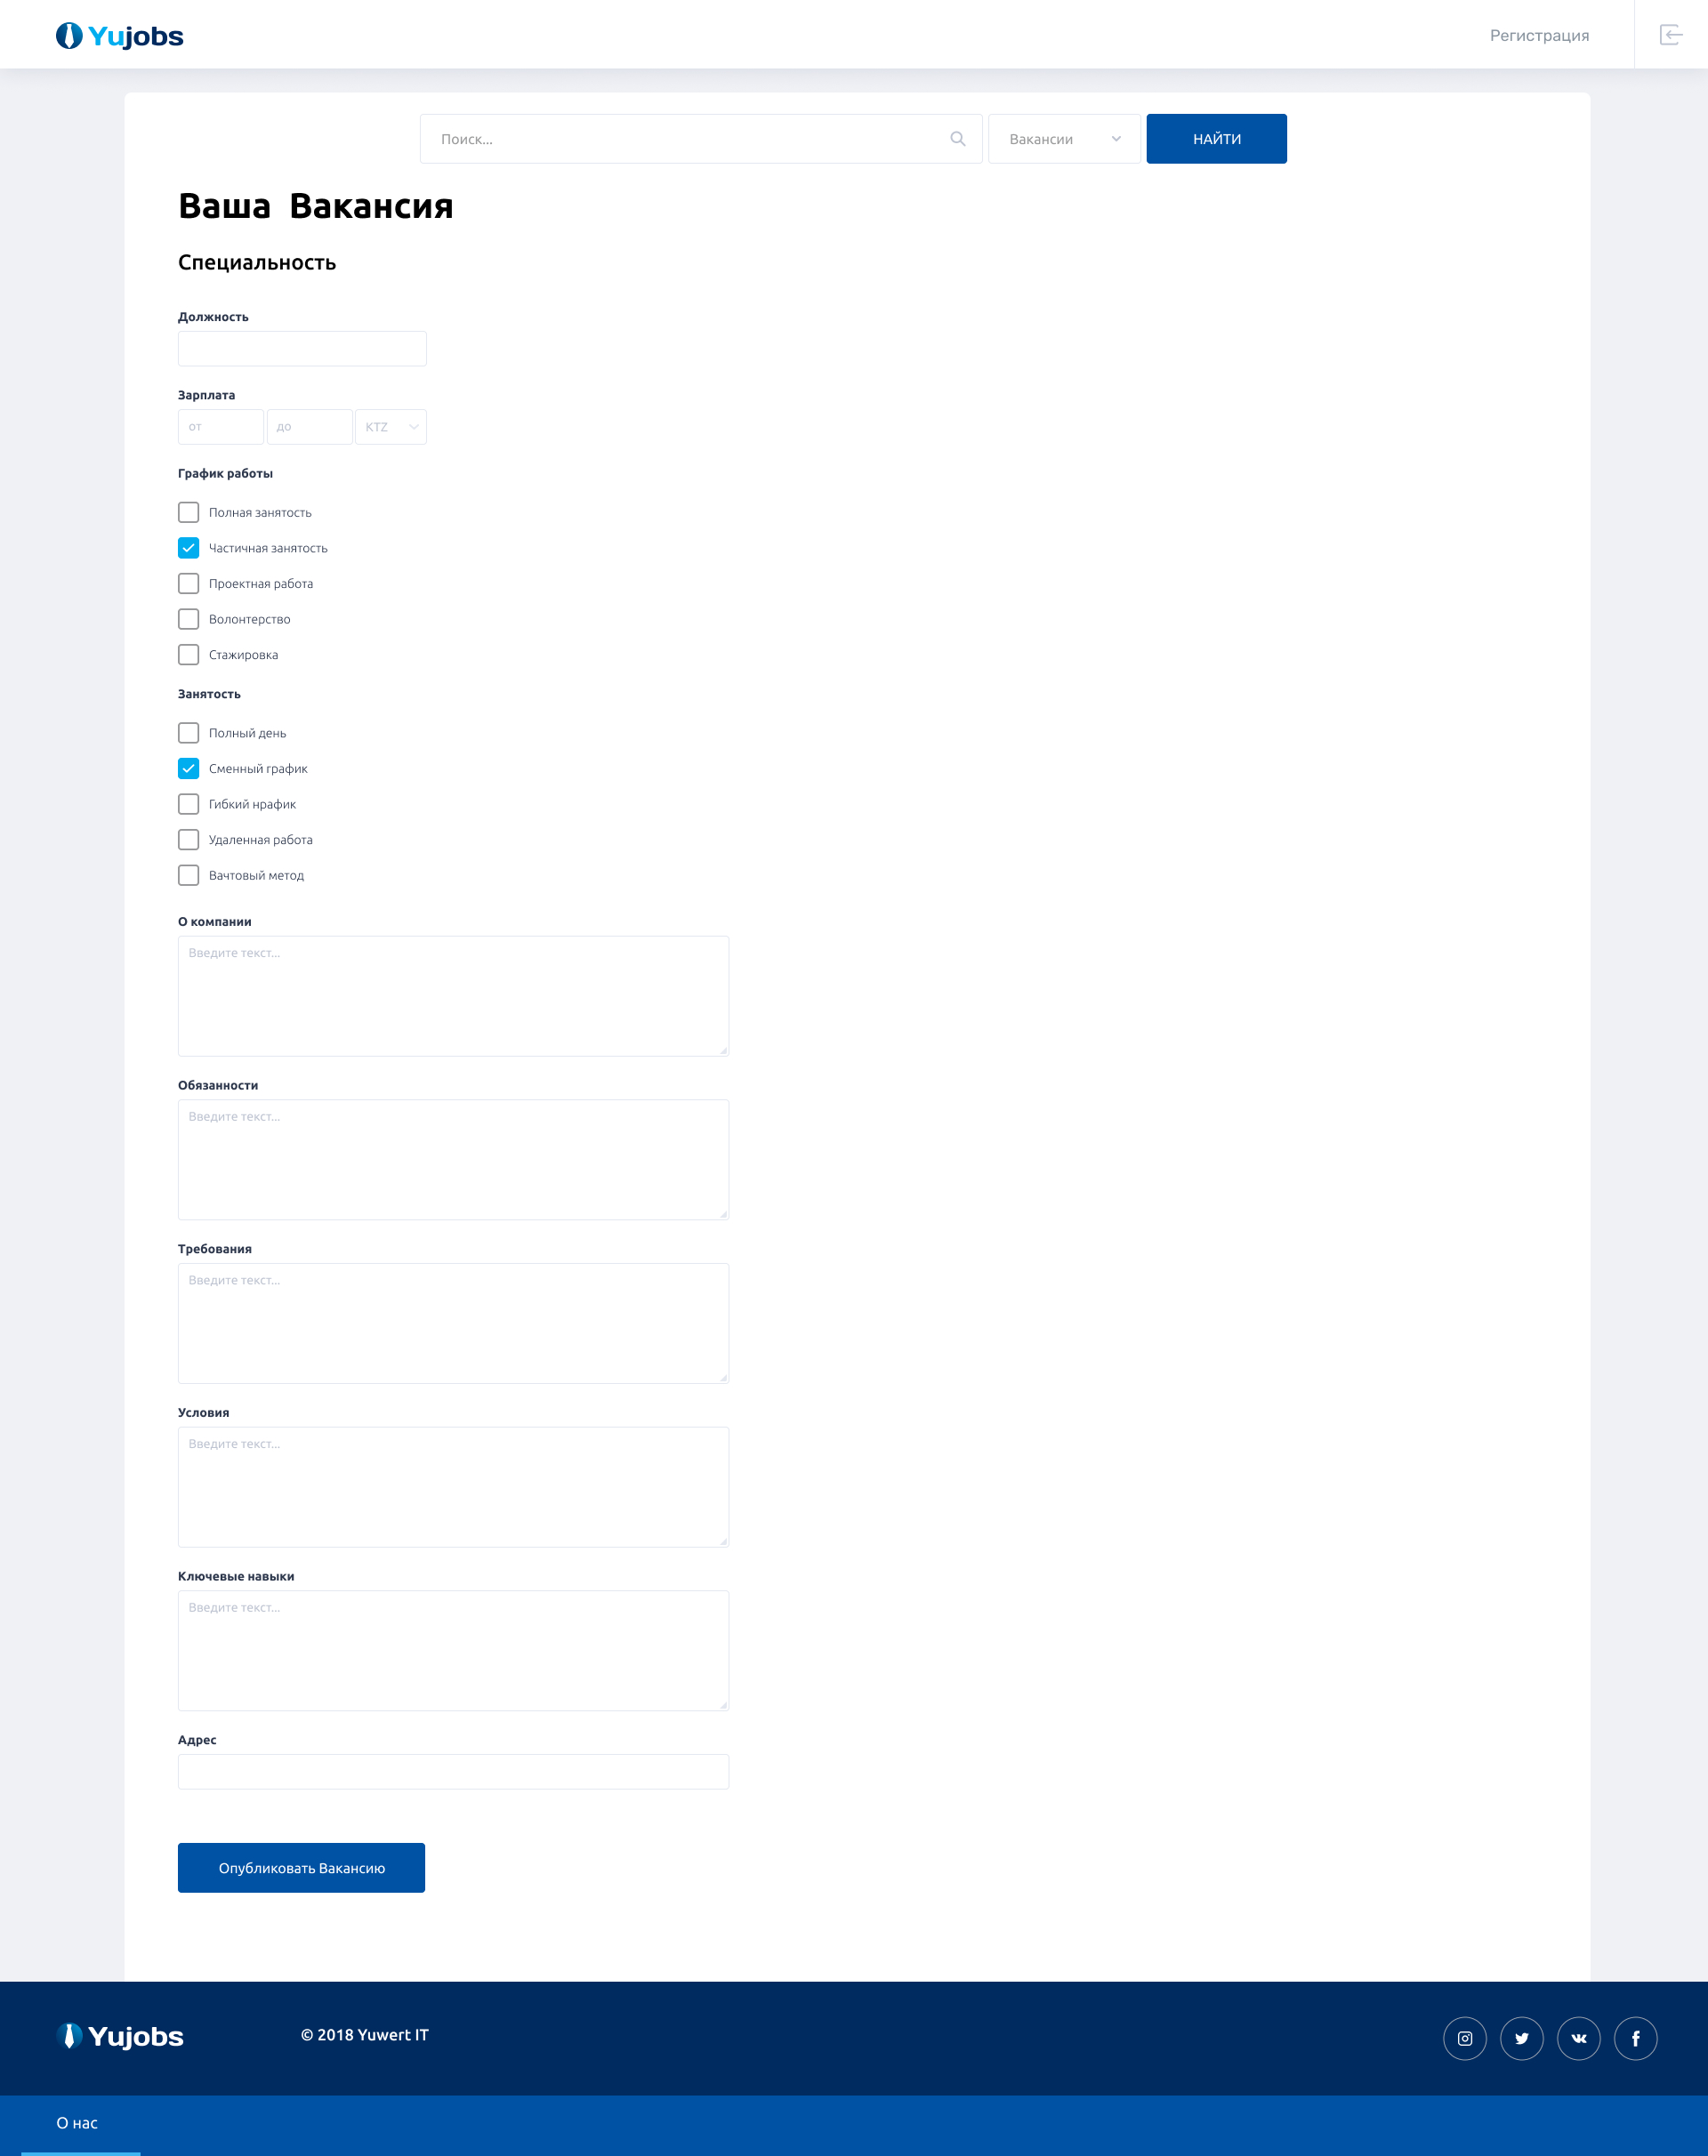 Yujobs
Регистрация
Поиск...
Вакансии
НАЙТИ
Ваша Вакансия
Специальность
Должность
Зарплата
от
до
KTZ
График работы
Полная занятость
Частичная занятость
Проектная работа
Волонтерство
Стажировка
Занятость
Полный день
Сменный график
Гибкий нрафик
Удаленная работа
Вачтовый метод
О компании
Введите текст...
Обязанности
Введите текст...
Требования
Введите текст...
Условия
Введите текст...
Ключевые навыки
Введите текст...
Адрес
Опубликовать Вакансию
Yujobs
© 2018 Yuwert IT
О нас